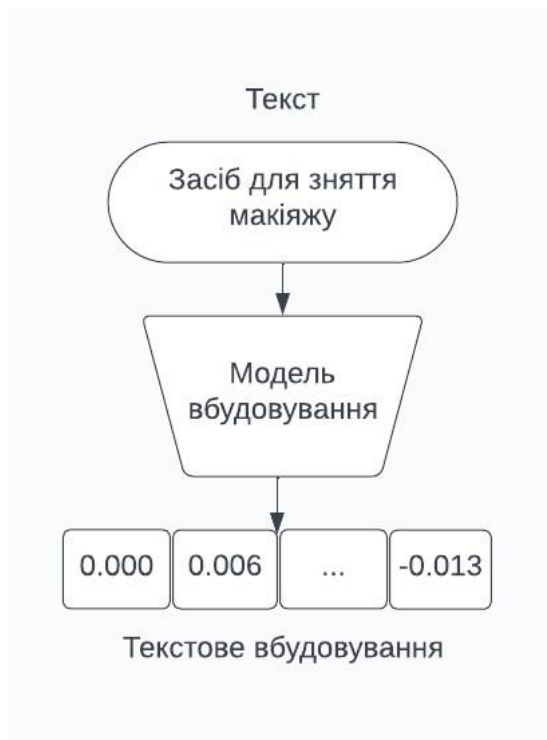 Текст
Засіб для зняття
макіяжу
Модель
вбудовування
0.000 0.006 ... -0.013
Текстове вбудовування